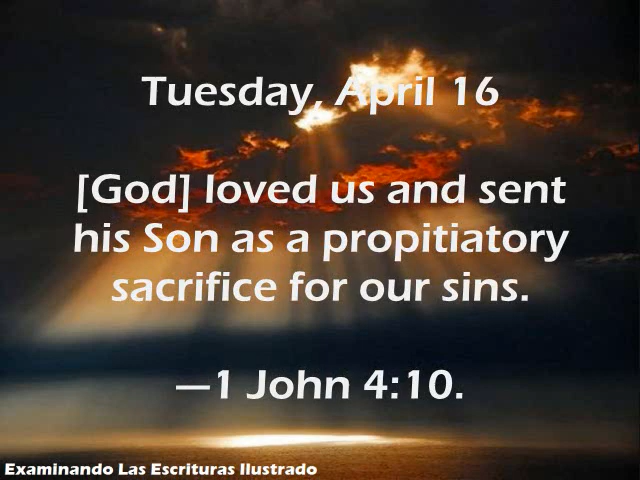 Tuesday, April 16
[God] loved us and sent
his Son as a propitiatory
sacrifice for our sins.
—1 John 4:10.
Examinando Las Escrituras Ilustrado